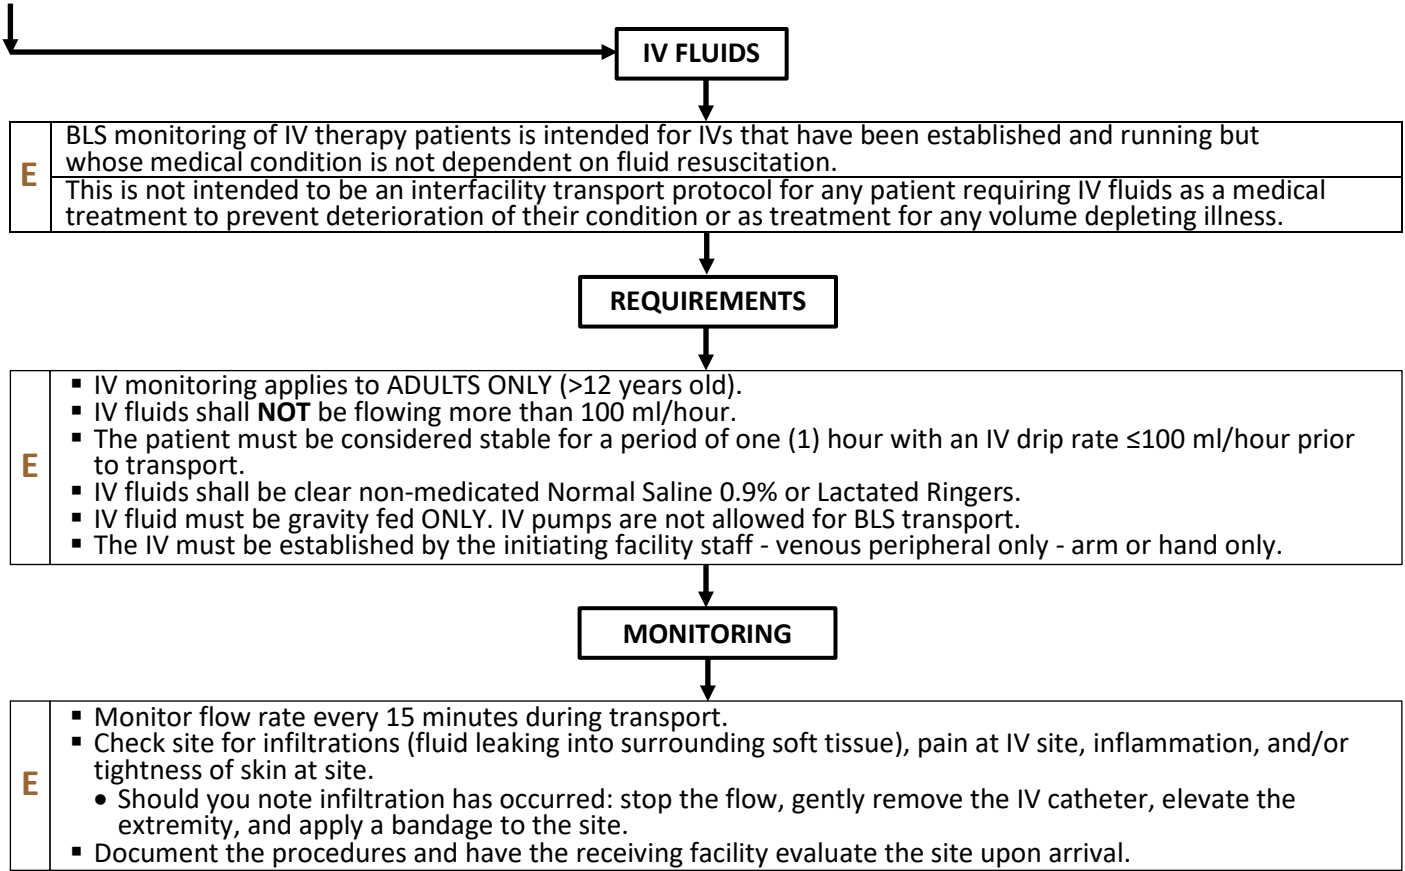 IV FLUIDS
E
BLS monitoring of IV therapy patients is intended for IVs that have been established and running but
whose medical condition is not dependent on fluid resuscitation.
This is not intended to be an interfacility transport protocol for any patient requiring IV fluids as a medical
treatment to prevent deterioration of their condition or as treatment for any volume depleting illness.
REQUIREMENTS
E
▪ IV monitoring applies to ADULTS ONLY (>12 years old).
▪ IV fluids shall NOT be flowing more than 100 ml/hour.
▪ The patient must be considered stable for a period of one (1) hour with an IV drip rate ≤100 ml/hour prior
to transport.
▪ IV fluids shall be clear non-medicated Normal Saline 0.9% or Lactated Ringers.
▪ IV fluid must be gravity fed ONLY. IV pumps are not allowed for BLS transport.
▪ The IV must be established by the initiating facility staff - venous peripheral only - arm or hand only.
MONITORING
E
▪ Monitor flow rate every 15 minutes during transport.
▪ Check site for infiltrations (fluid leaking into surrounding soft tissue), pain at IV site, inflammation, and/or
tightness of skin at site.
• Should you note infiltration has occurred: stop the flow, gently remove the IV catheter, elevate the
extremity, and apply a bandage to the site.
▪ Document the procedures and have the receiving facility evaluate the site upon arrival.